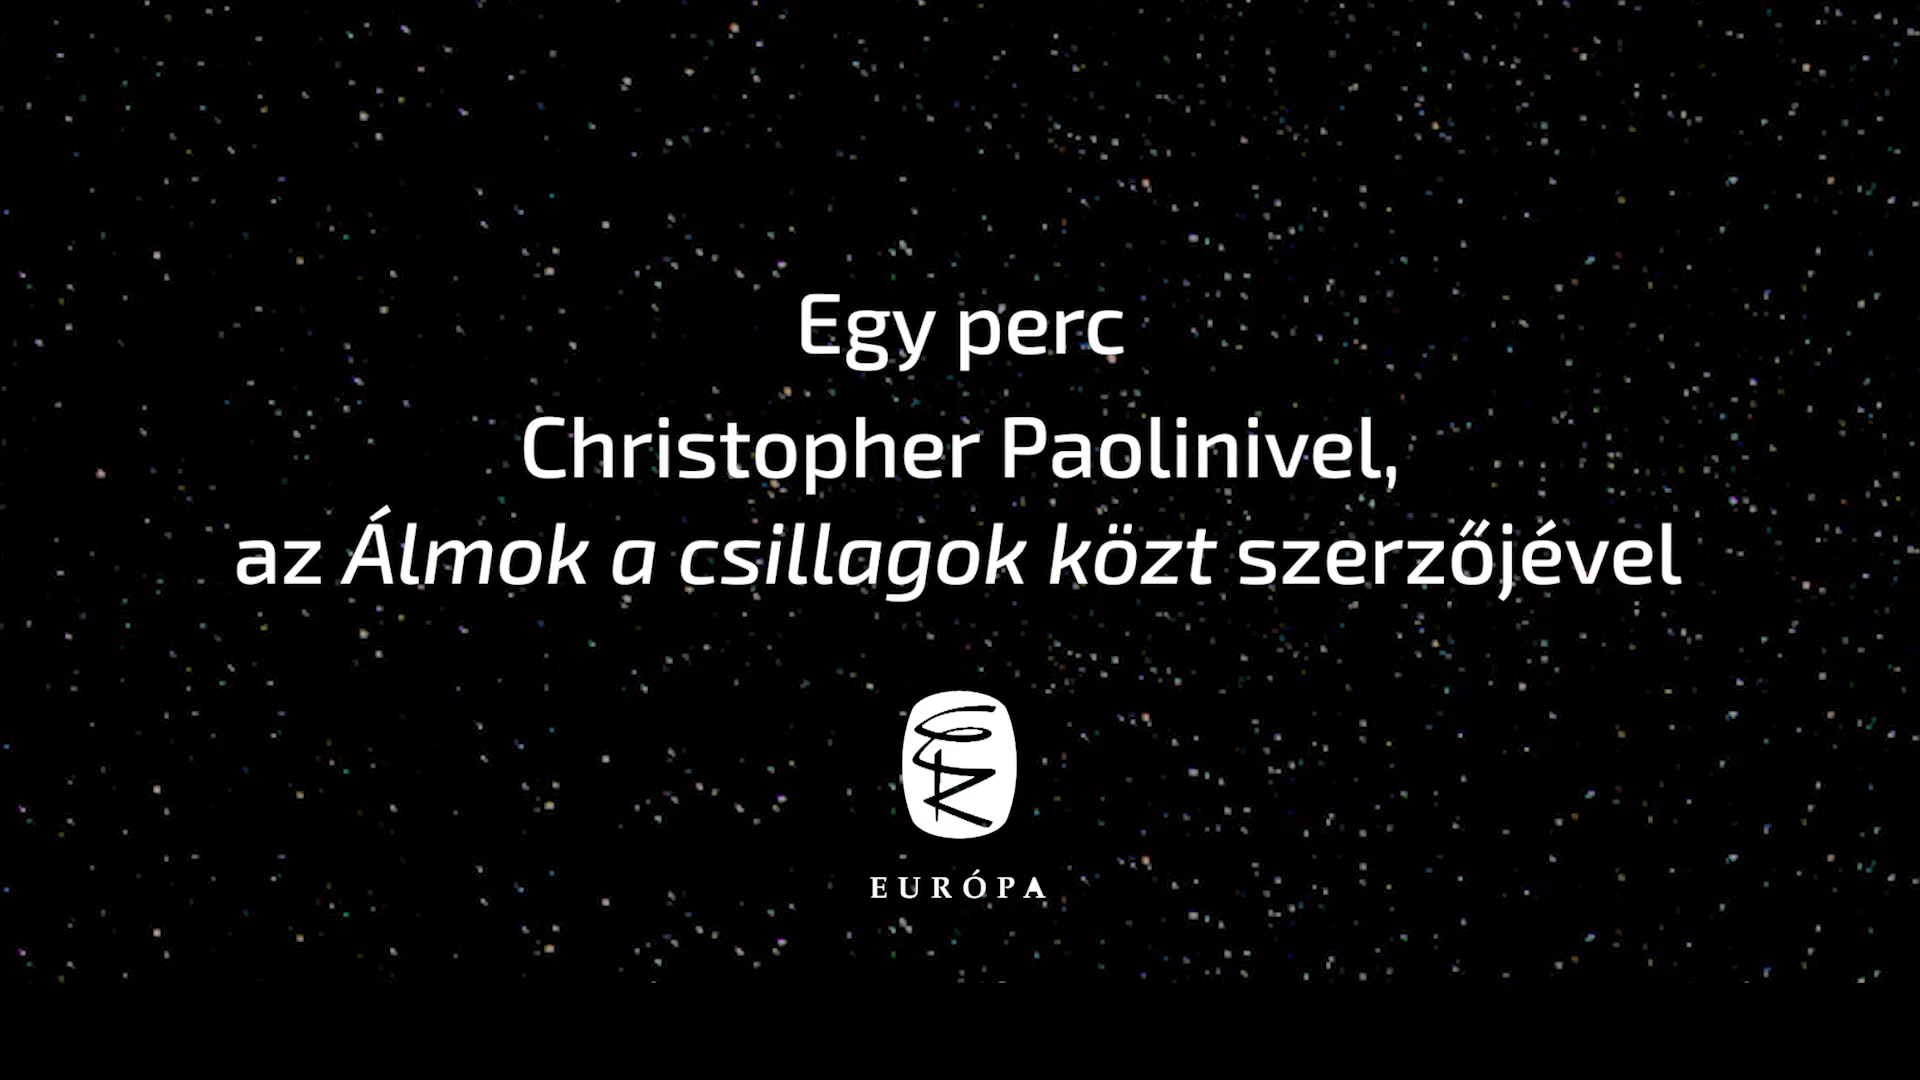 Egy perc
Christopher Paolinivel,
az Álmok a csillagok közt szerzőjével
EURÓPA